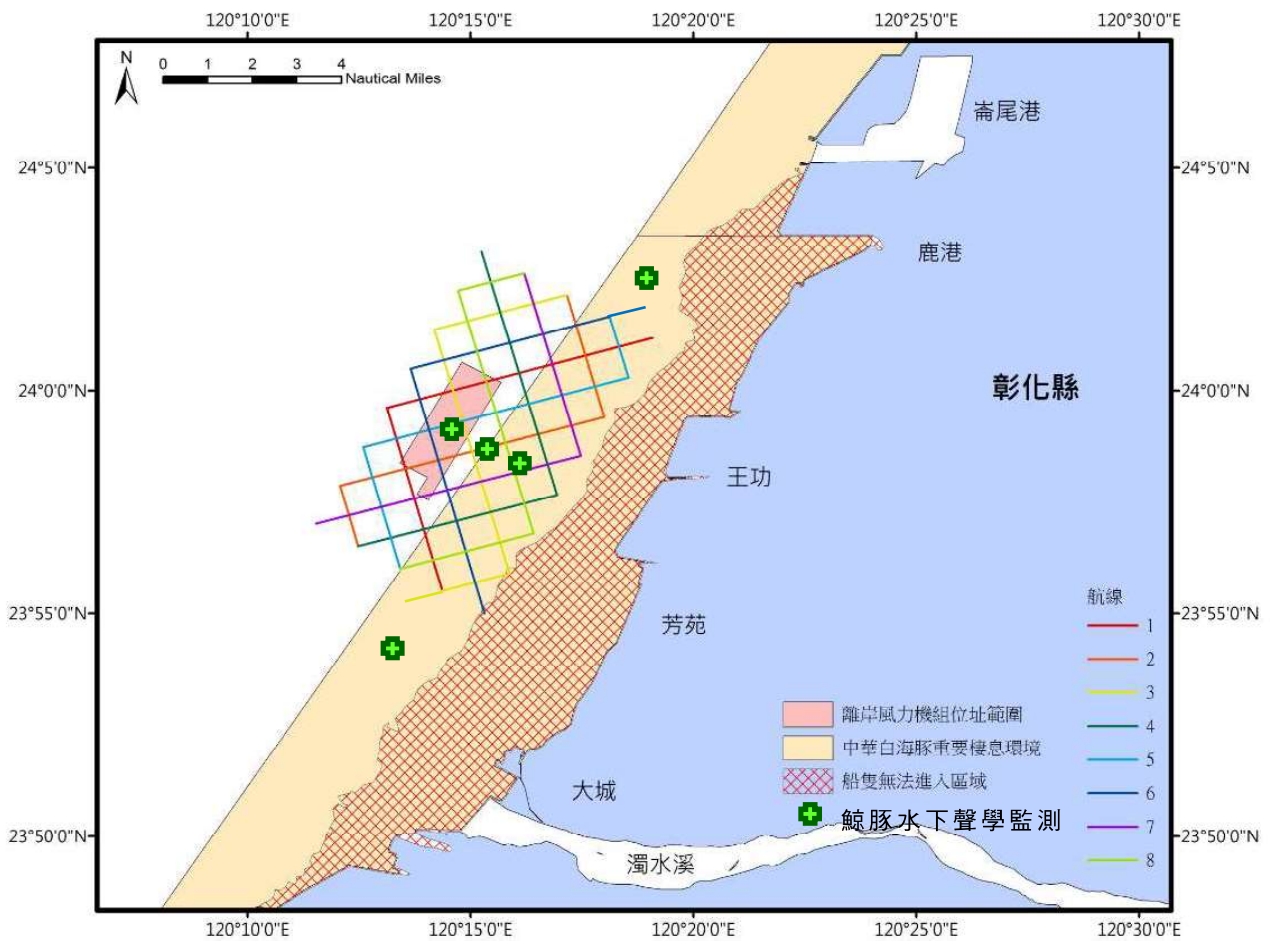 120°10'0"E 120°15'0"E 120°20'0"E 120°25'0"E 120°30'0"E
N
0 1 2 3 4
Nautical Miles
崙尾港
24°5'0"N 24°5'0"N
鹿港
彰化縣
24°0'0"N 24°0'0"N
王功
航線
23°55'0"N 23°55'0"N
芳苑
1
2
3
4
5
6
7
8
離岸風力機組位址範圍
中華白海豚重要棲息環境
船隻無法進入區域
鯨豚水下聲學監測
大城
23°50'0"N 23°50'0"N
濁水溪
120°10'0"E 120°15'0"E 120°20'0"E 120°25'0"E 120°30'0"E